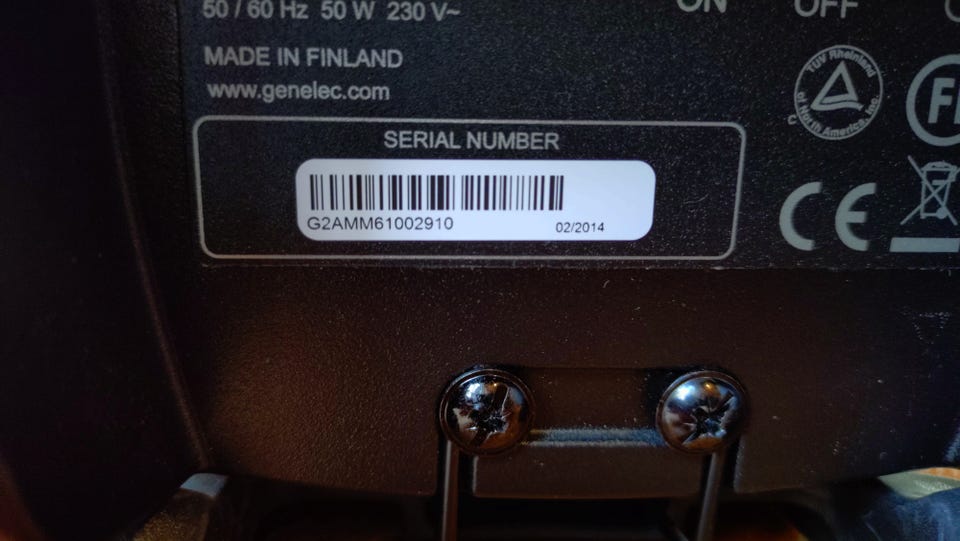 50 / 60 Hz 50 W 230 V~
ON OFF
MADE IN FINLAND
www.genelec.com
TÜV Rheinland
of North America, Inc.
C
SERIAL NUMBER
G2AMM61002910
02/2014
CE